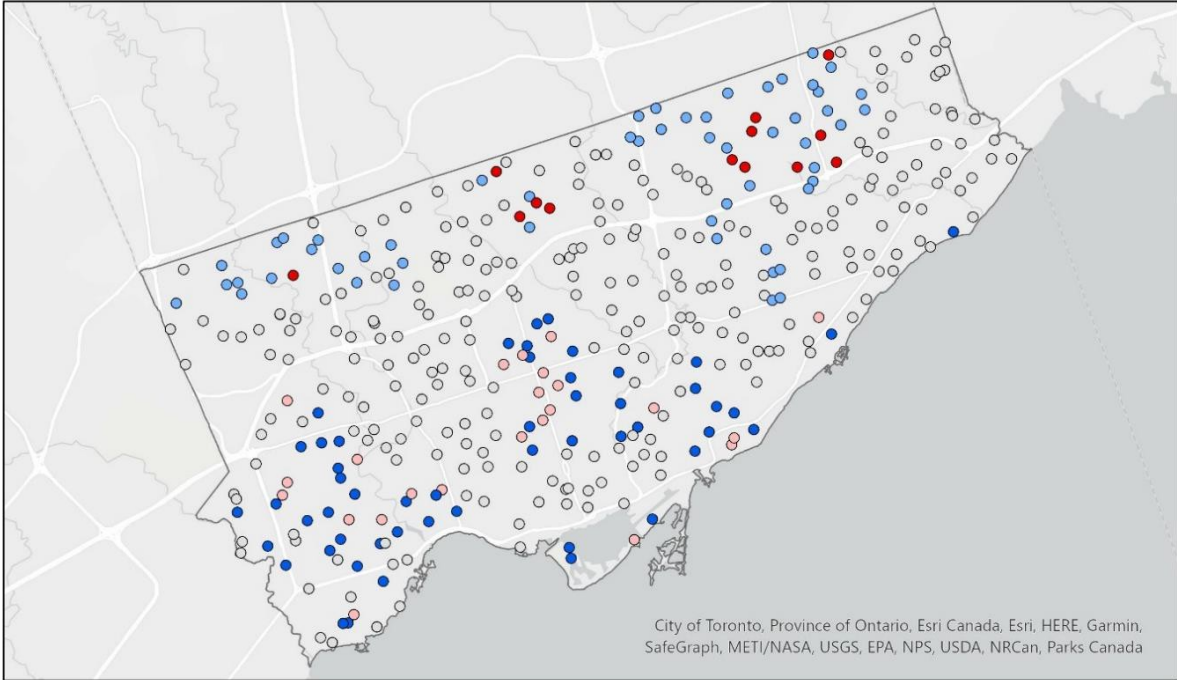 City of Toronto, Province of Ontario, Esri Canada, Esri, HERE, Garmin,
SafeGraph, METI/NASA, USGS, EPA, NPS, USDA, NRCan, Parks Canada